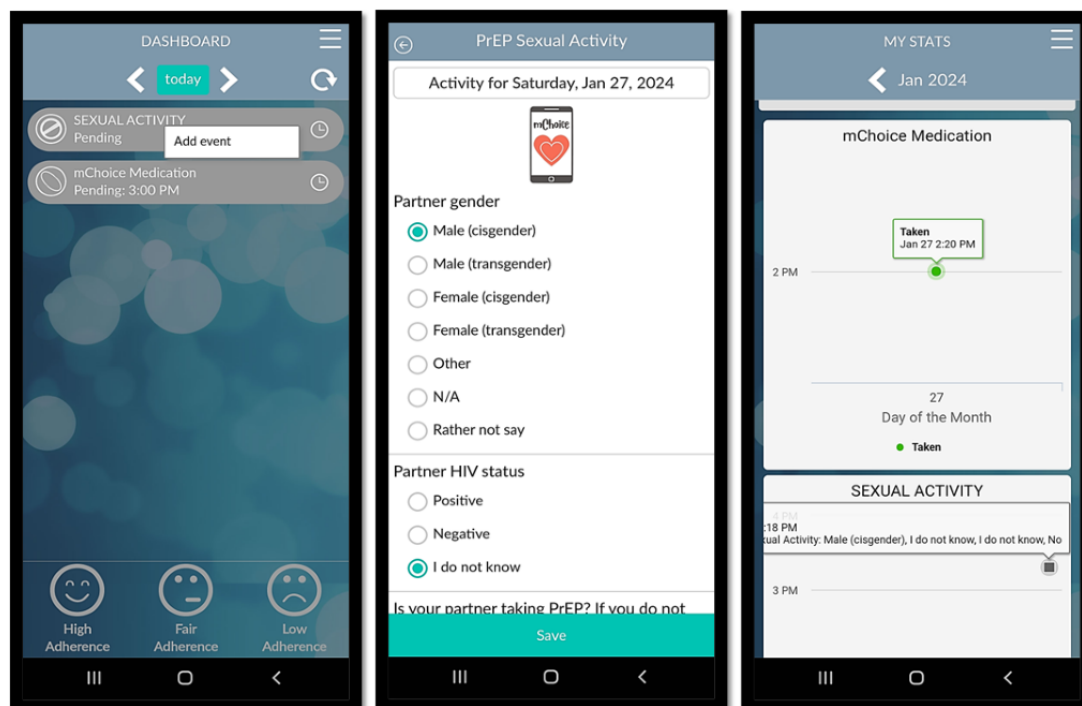 DASHBOARD
today
SEXUAL ACTIVITY
Pending
Add event
mChoice Medication
Pending: 3:00 PM
High
Adherence
Fair
Adherence
Low
Adherence
PrEP Sexual Activity
Activity for Saturday, Jan 27, 2024
mChoice
Partner gender
Male (cisgender)
Male (transgender)
Female (cisgender)
Female (transgender)
Other
N/A
Rather not say
Partner HIV status
Positive
Negative
I do not know
Is your partner taking PrEP? If you do not
Save
MY STATS
Jan 2024
mChoice Medication
Taken
Jan 27 2:20 PM
2 PM
27
Day of the Month
Taken
SEXUAL ACTIVITY
4 PM
:18 PM
xual Activity: Male (cisgender), I do not know, I do not know, No
3 PM